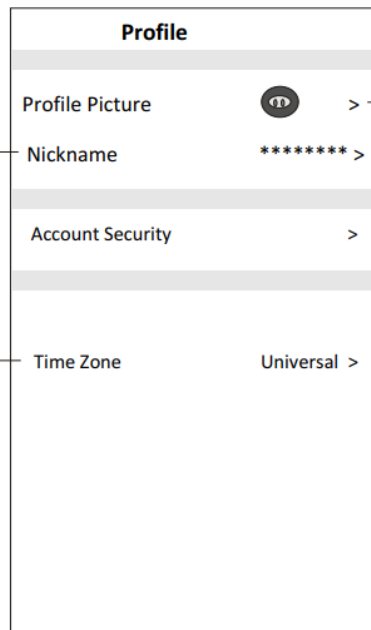 Profile
Profile Picture >
Nickname ******** >
Account Security >
Time Zone Universal >